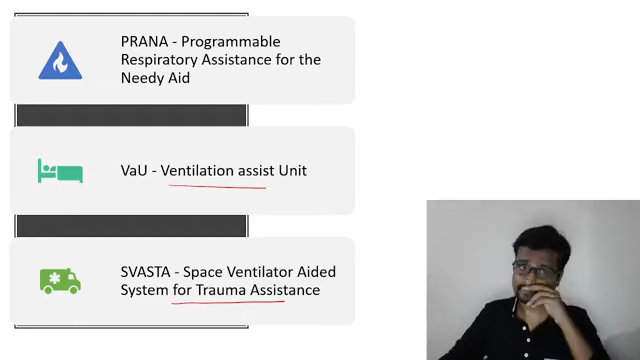 PRANA - Programmable
Respiratory Assistance for the
Needy Aid
VaU - Ventilation assist Unit
SVASTA - Space Ventilator Aided
System for Trauma Assistance